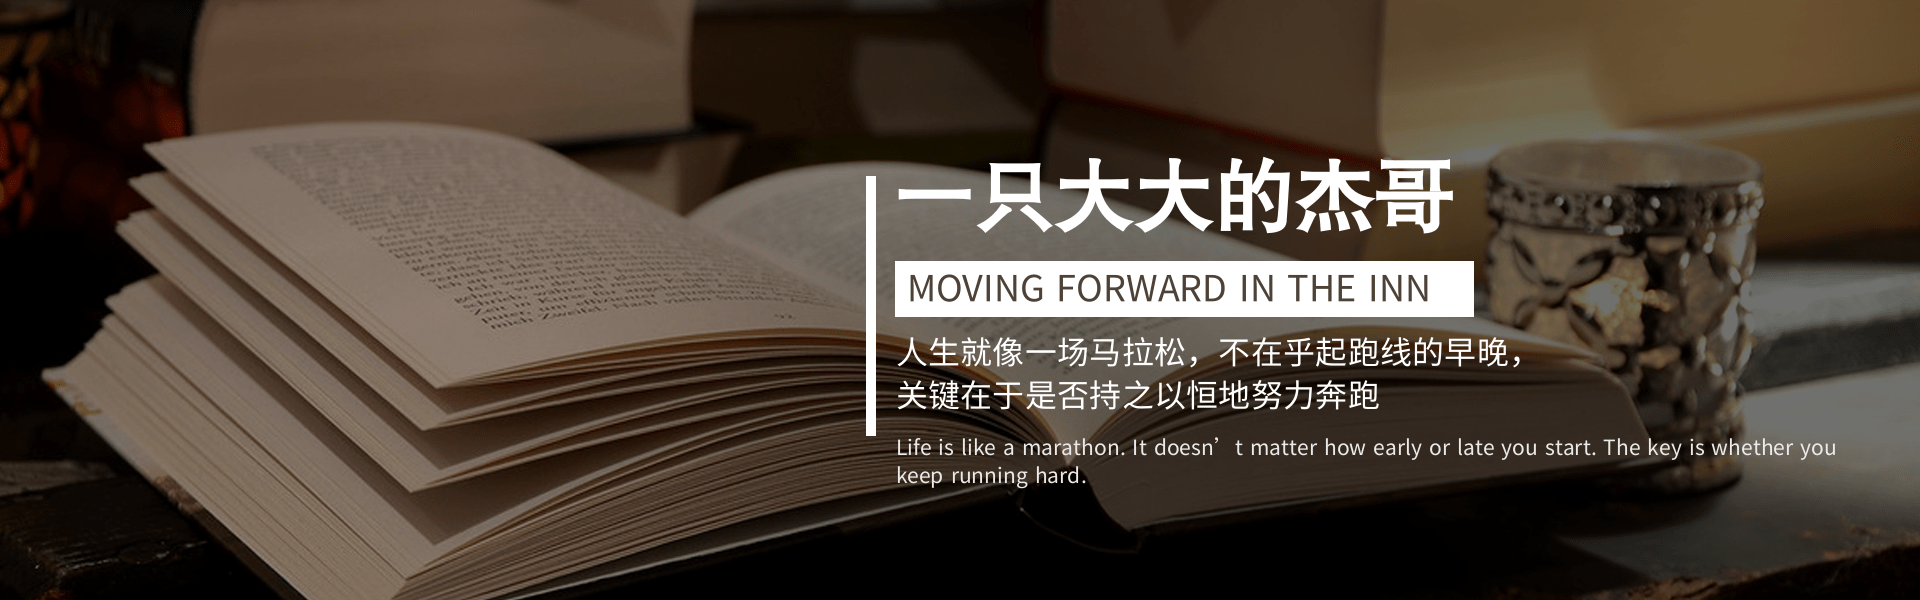 一只大大的杰哥
MOVING FORWARD IN THE INN
人生就像一场马拉松，不在乎起跑线的早晚，
关键在于是否持之以恒地努力奔跑
Life is like a marathon. It doesn’t matter how early or late you start. The key is whether you
keep running hard.